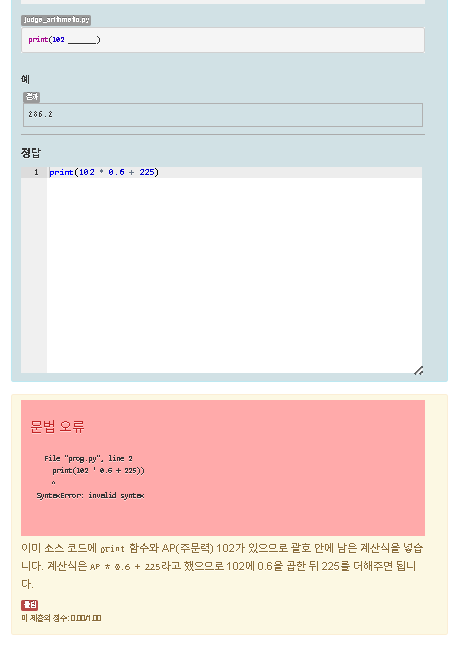 judge_arithmetic.py
print(102 ______)
예
결과
286.2
정답
1 print(102 * 0.6 + 225)
문법 오류
File "prog.py", line 2
print(102 * 0.6 + 225))
^
SyntaxError: invalid syntax
이미 소스 코드에 print 함수와 AP(주문력) 102가 있으므로 괄호 안에 남은 계산식을 넣습
니다. 계산식은 AP * 0.6 + 225라고 했으므로 102에 0.6을 곱한 뒤 225를 더해주면 됩니
다.
틀림
이 제출의 점수: 0.00/1.00